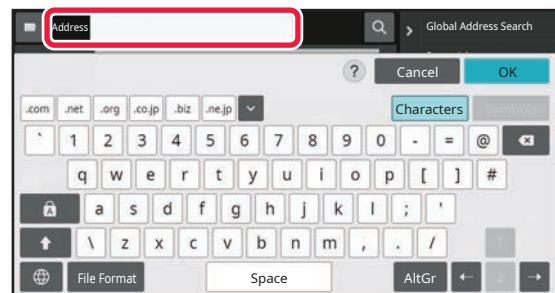 Address
Global Address Search
? Cancel OK
.com .net .org .co.jp .biz .ne.jp Characters Symbols
` 1 2 3 4 5 6 7 8 9 0 - = @
q w e r t y u i o p [ ] #
A a s d f g h j k l ; '
\ z x c v b n m , . /
File Format Space AltGr